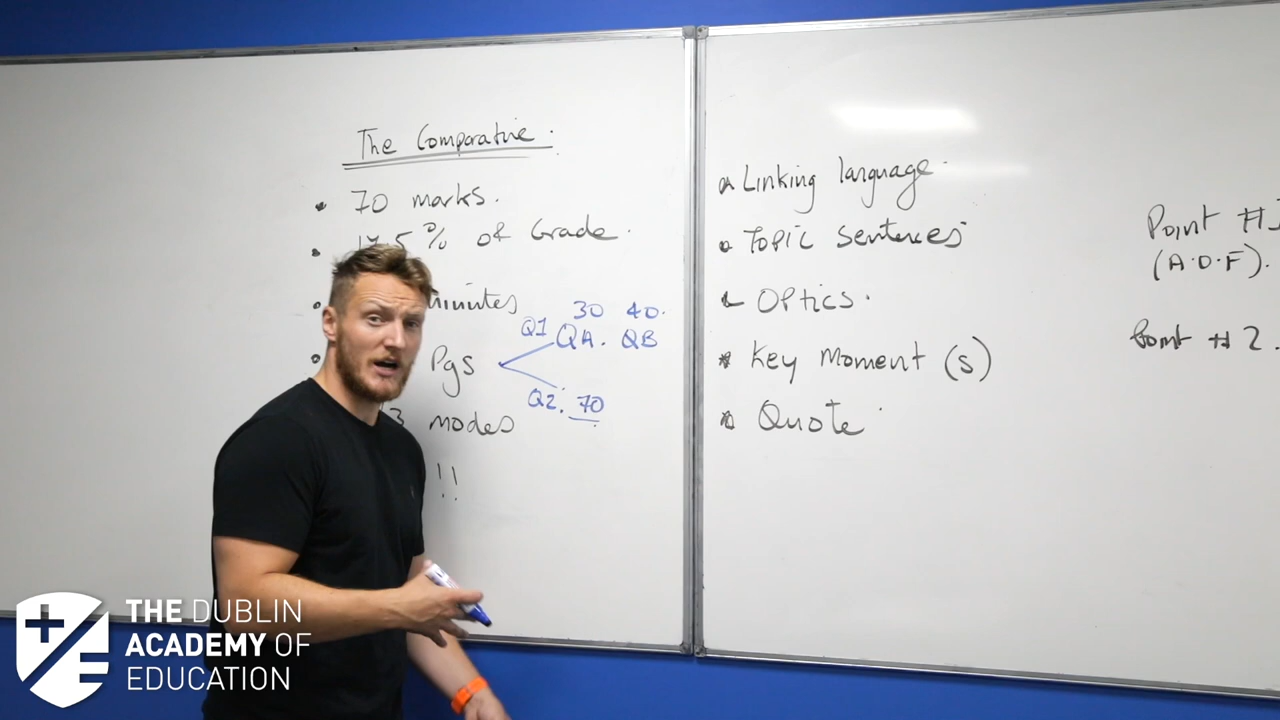 The Comparative.
70 marks.
17.5% of Grade.
minutes
30 40.
Q1 QA. QB
Pgs
Q2. 70
3 modes
!!
Linking language.
Topic sentences
Optics.
Key Moment (s)
Quote.
Point #1
(A.O.F).
Point #2.
THE DUBLIN
ACADEMY OF
EDUCATION